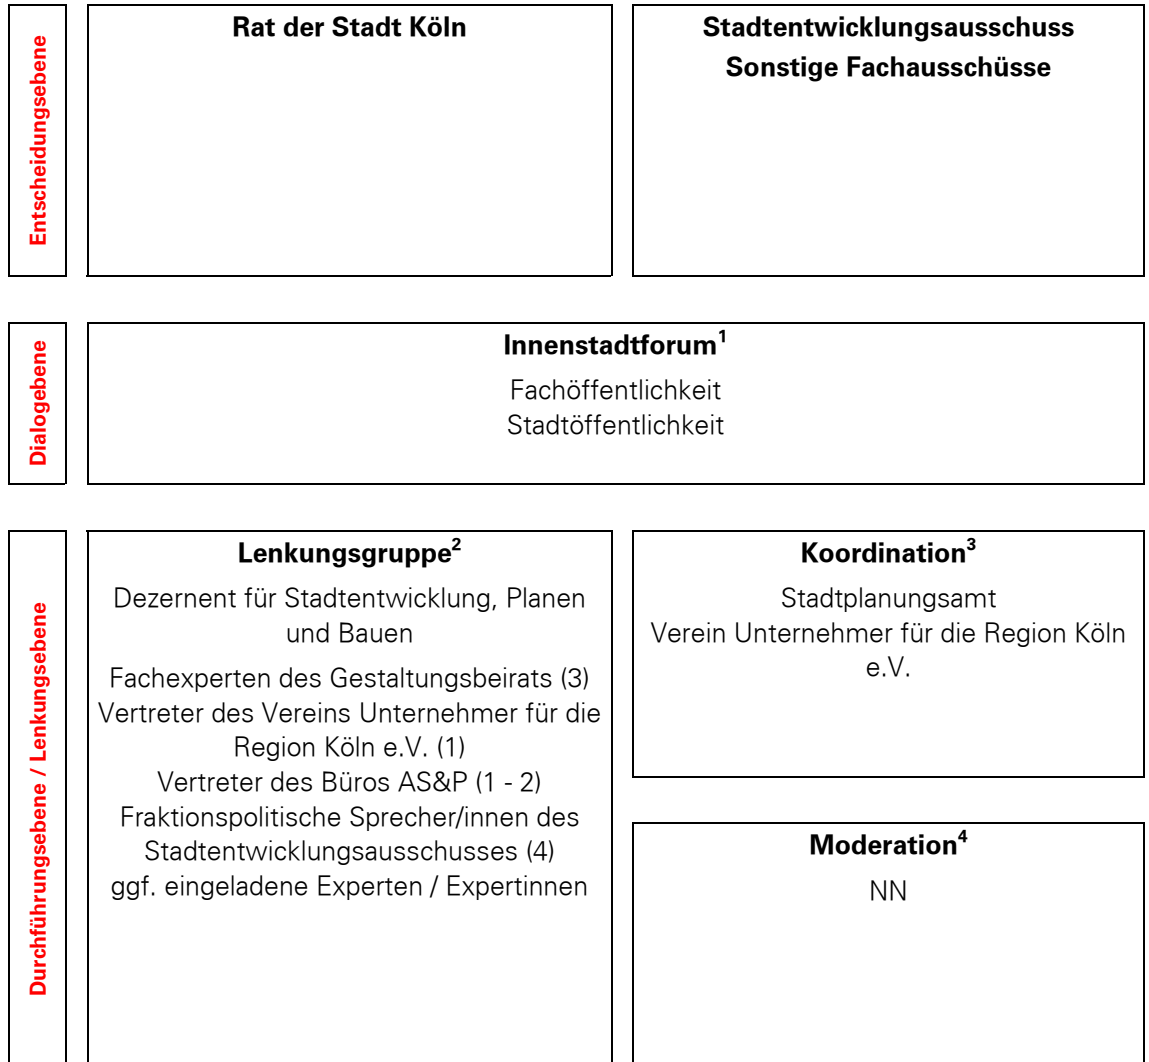 Entscheidungsebene
Rat der Stadt Köln
Stadtentwicklungsausschuss
Sonstige Fachausschüsse
Dialogebene
Innenstadtforum¹
Fachöffentlichkeit
Stadtöffentlichkeit
Durchführungsebene / Lenkungsebene
Lenkungsgruppe²
Dezernent für Stadtentwicklung, Planen
und Bauen
Fachexperten des Gestaltungsbeirats (3)
Vertreter des Vereins Unternehmer für die
Region Köln e.V. (1)
Vertreter des Büros AS&P (1 - 2)
Fraktionspolitische Sprecher/innen des
Stadtentwicklungsausschusses (4)
ggf. eingeladene Experten / Expertinnen
Koordination³
Stadtplanungsamt
Verein Unternehmer für die Region Köln
e.V.
Moderation⁴
NN